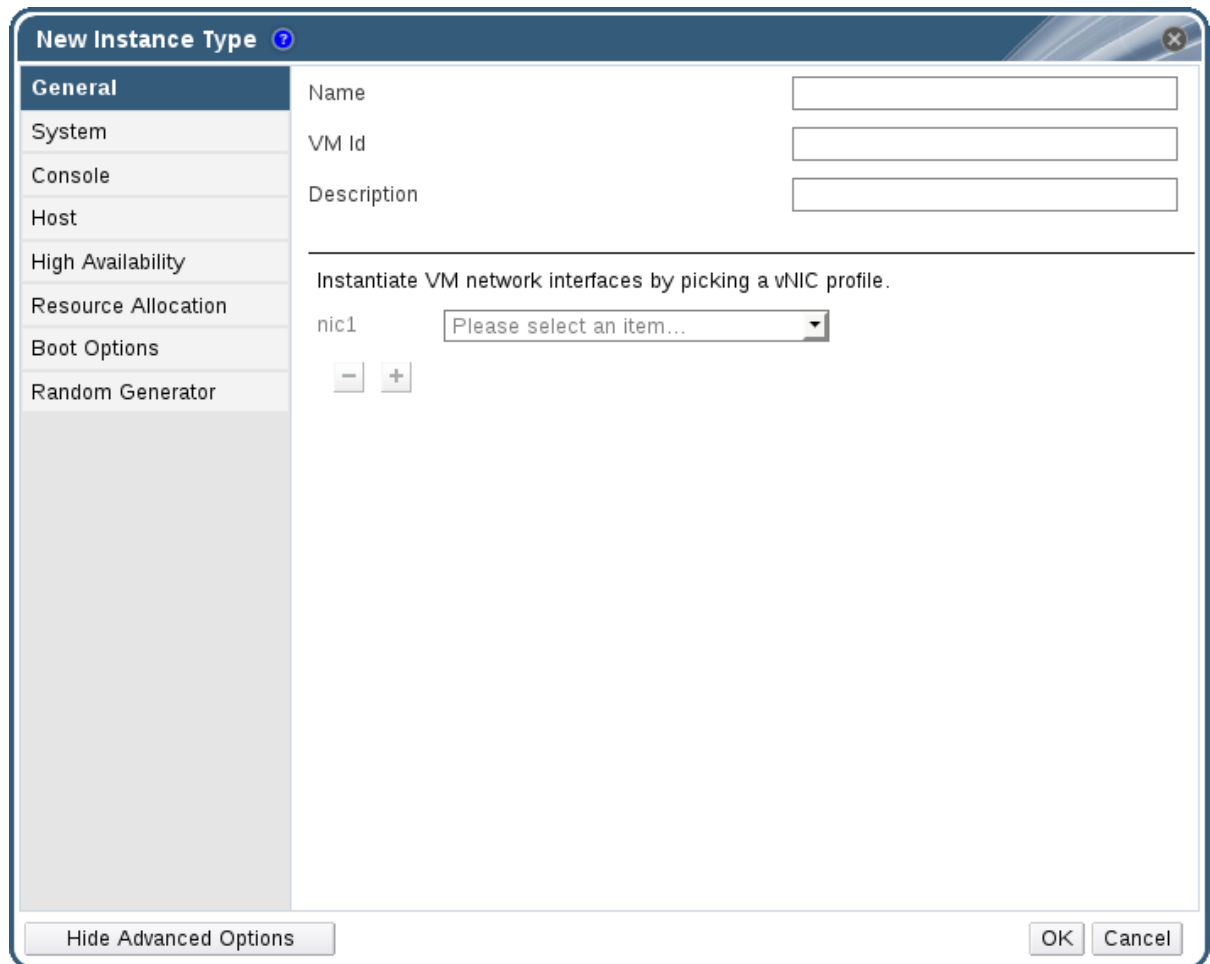 New Instance Type ?
General
System
Console
Host
High Availability
Resource Allocation
Boot Options
Random Generator
Name
VM Id
Description
Instantiate VM network interfaces by picking a vNIC profile.
nic1 Please select an item...
− +
Hide Advanced Options
OK Cancel